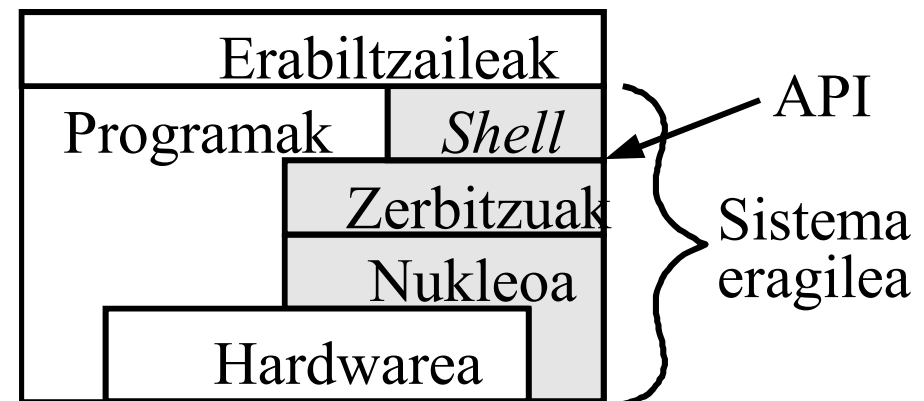 Erabiltzaileak
API
Programak
Shell
Zerbitzuak
Sistema
eragilea
Nukleoa
Hardwarea